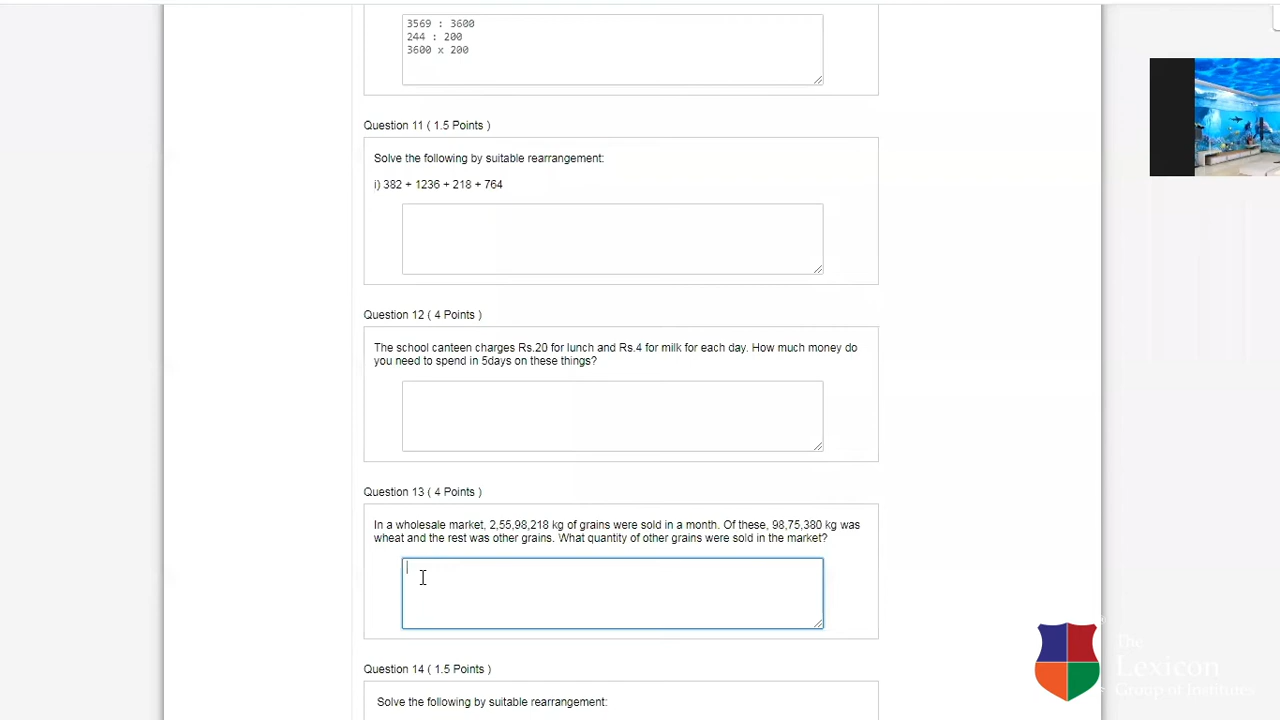 3569 : 3600
244 : 200
3600 x 200
Question 11 ( 1.5 Points )
Solve the following by suitable rearrangement:
i) 382 + 1236 + 218 + 764
Question 12 ( 4 Points )
The school canteen charges Rs.20 for lunch and Rs.4 for milk for each day. How much money do
you need to spend in 5days on these things?
Question 13 ( 4 Points )
In a wholesale market, 2,55,98,218 kg of grains were sold in a month. Of these, 98,75,380 kg was
wheat and the rest was other grains. What quantity of other grains were sold in the market?
Question 14 ( 1.5 Points )
Solve the following by suitable rearrangement:
The
Lexicon
Group of Institutes